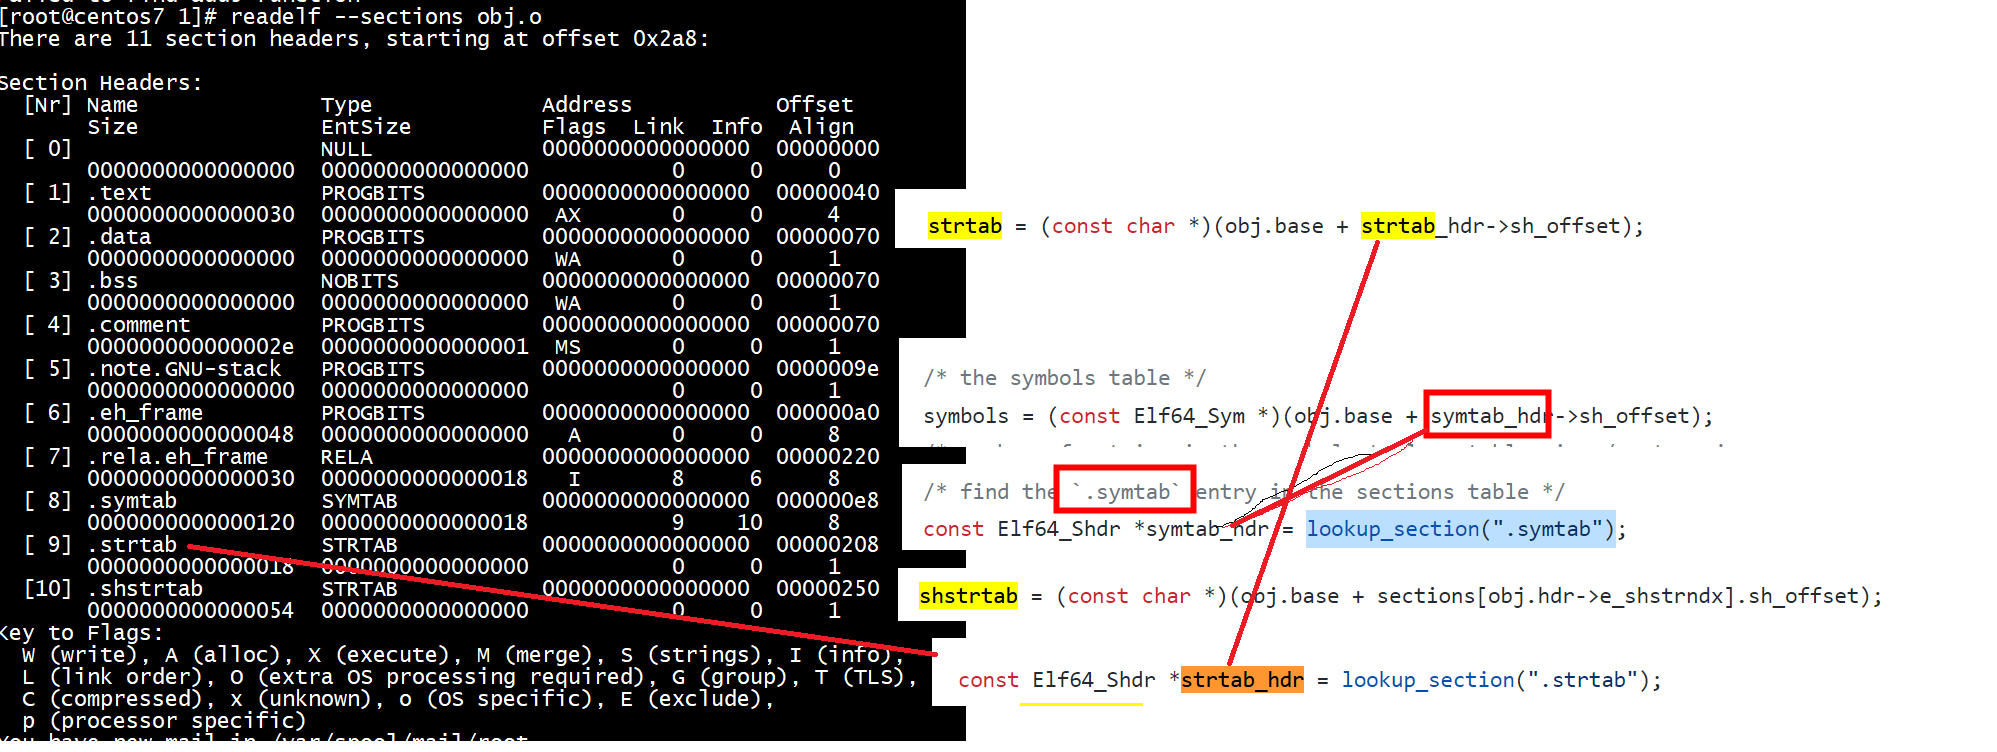 [root@centos7 1]# readelf --sections obj.o
There are 11 section headers, starting at offset 0x2a8:
Section Headers:
[Nr] Name Type Address Offset
Size EntSize Flags Link Info Align
[ 0] NULL 0000000000000000 00000000
0000000000000000 0000000000000000 0 0 0
[ 1] .text PROGBITS 0000000000000000 00000040
0000000000000030 0000000000000000 AX 0 0 4
[ 2] .data PROGBITS 0000000000000000 00000070
0000000000000000 0000000000000000 WA 0 0 1
[ 3] .bss NOBITS 0000000000000000 00000070
0000000000000000 0000000000000000 WA 0 0 1
[ 4] .comment PROGBITS 0000000000000000 00000070
000000000000002e 0000000000000001 MS 0 0 1
[ 5] .note.GNU-stack PROGBITS 0000000000000000 0000009e
0000000000000000 0000000000000000 0 0 1
[ 6] .eh_frame PROGBITS 0000000000000000 000000a0
0000000000000048 0000000000000000 A 0 0 8
[ 7] .rela.eh_frame RELA 0000000000000000 00000220
0000000000000030 0000000000000018 I 8 6 8
[ 8] .symtab SYMTAB 0000000000000000 000000e8
0000000000000120 0000000000000018 9 10 8
[ 9] .strtab STRTAB 0000000000000000 00000208
0000000000000018 0000000000000000 0 0 1
[10] .shstrtab STRTAB 0000000000000000 00000250
0000000000000054 0000000000000000 0 0 1
Key to Flags:
W (write), A (alloc), X (execute), M (merge), S (strings), I (info),
L (link order), O (extra OS processing required), G (group), T (TLS),
C (compressed), x (unknown), o (OS specific), E (exclude),
p (processor specific)
strtab = (const char *)(obj.base + strtab_hdr->sh_offset);
/* the symbols table */
symbols = (const Elf64_Sym *)(obj.base + symtab_hdr->sh_offset);
/* find the `.symtab` entry in the sections table */
const Elf64_Shdr *symtab_hdr = lookup_section(".symtab");
shstrtab = (const char *)(obj.base + sections[obj.hdr->e_shstrndx].sh_offset);
const Elf64_Shdr *strtab_hdr = lookup_section(".strtab");